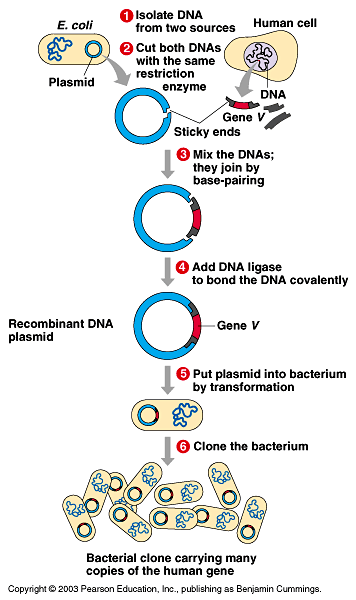 E. coli
Plasmid
1 Isolate DNA
from two sources
2 Cut both DNAs
with the same
restriction
enzyme
Human cell
DNA
Gene V
Sticky ends
3 Mix the DNAs;
they join by
base-pairing
4 Add DNA ligase
to bond the DNA covalently
Recombinant DNA
plasmid
Gene V
5 Put plasmid into bacterium
by transformation
6 Clone the bacterium
Bacterial clone carrying many
copies of the human gene
Copyright © 2003 Pearson Education, Inc., publishing as Benjamin Cummings.